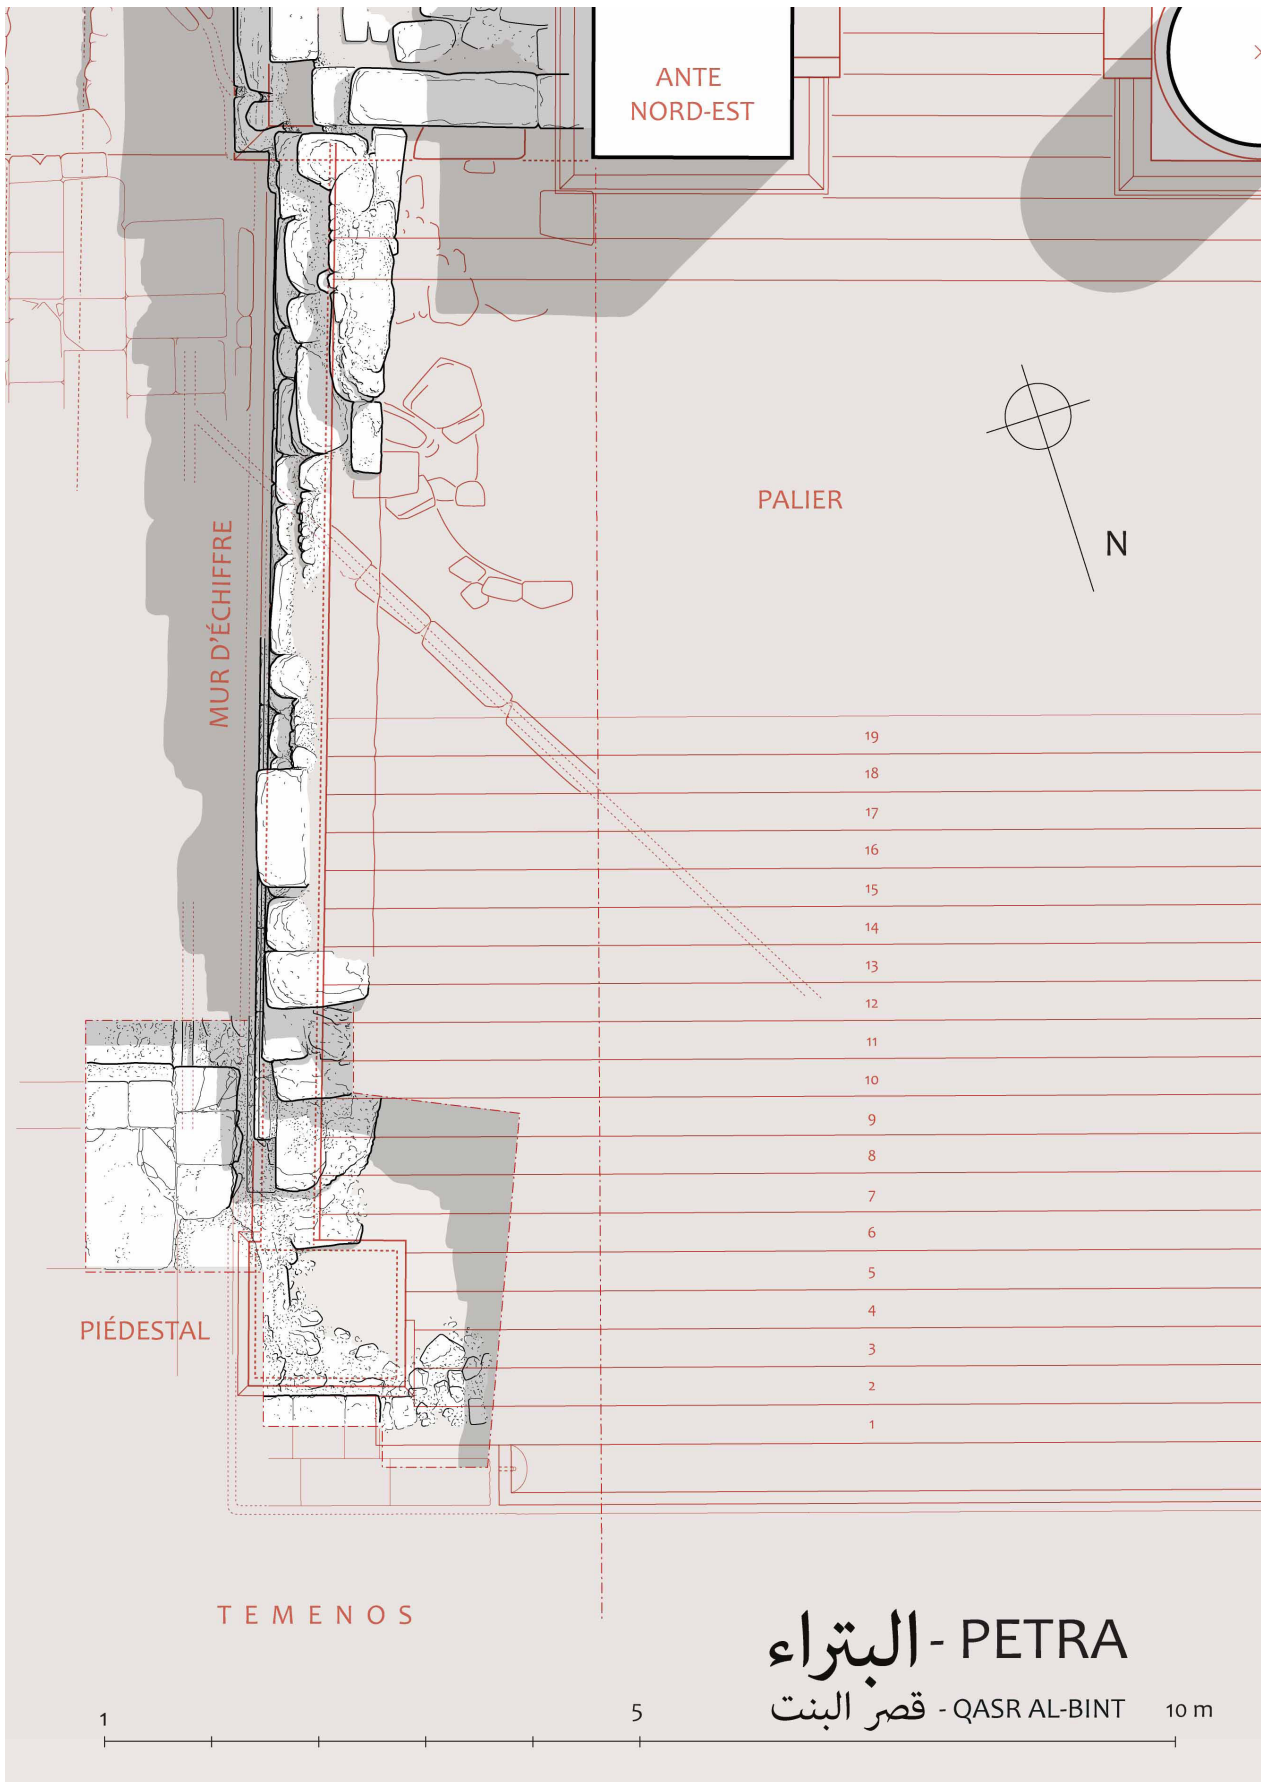 ANTE
NORD-EST
PALIER
N
MUR D'ÉCHIFFRE
19
18
17
16
15
14
13
12
11
10
9
8
7
6
5
4
3
2
1
PIÉDESTAL
TEMENOS
البتراء - PETRA
قصر البنت - QASR AL-BINT
1
5
10 m